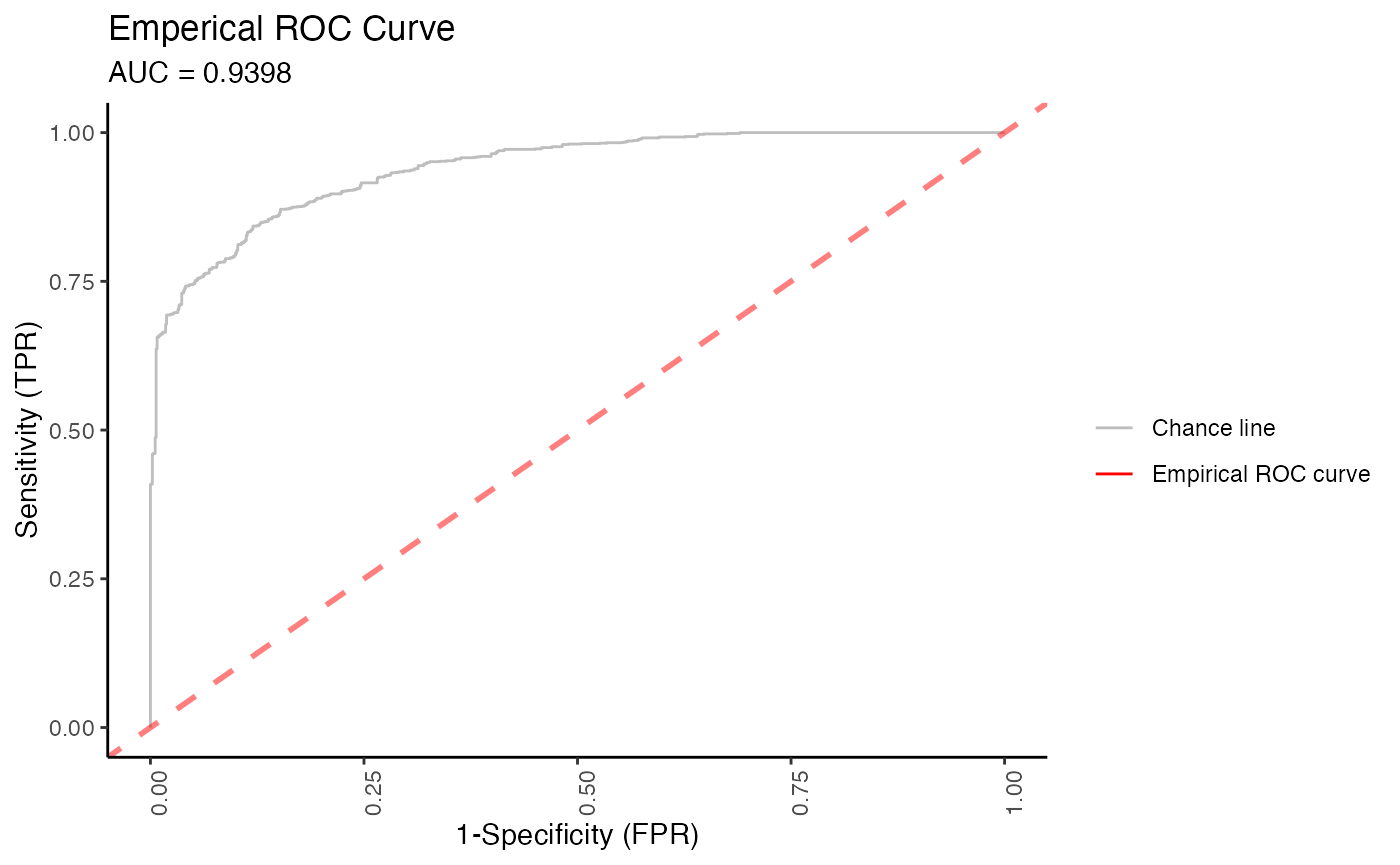 Emperical ROC Curve
AUC = 0.9398
1.00
0.75
0.50
0.25
0.00
Sensitivity (TPR)
0.00
0.25
0.50
0.75
1.00
1-Specificity (FPR)
Chance line
Empirical ROC curve